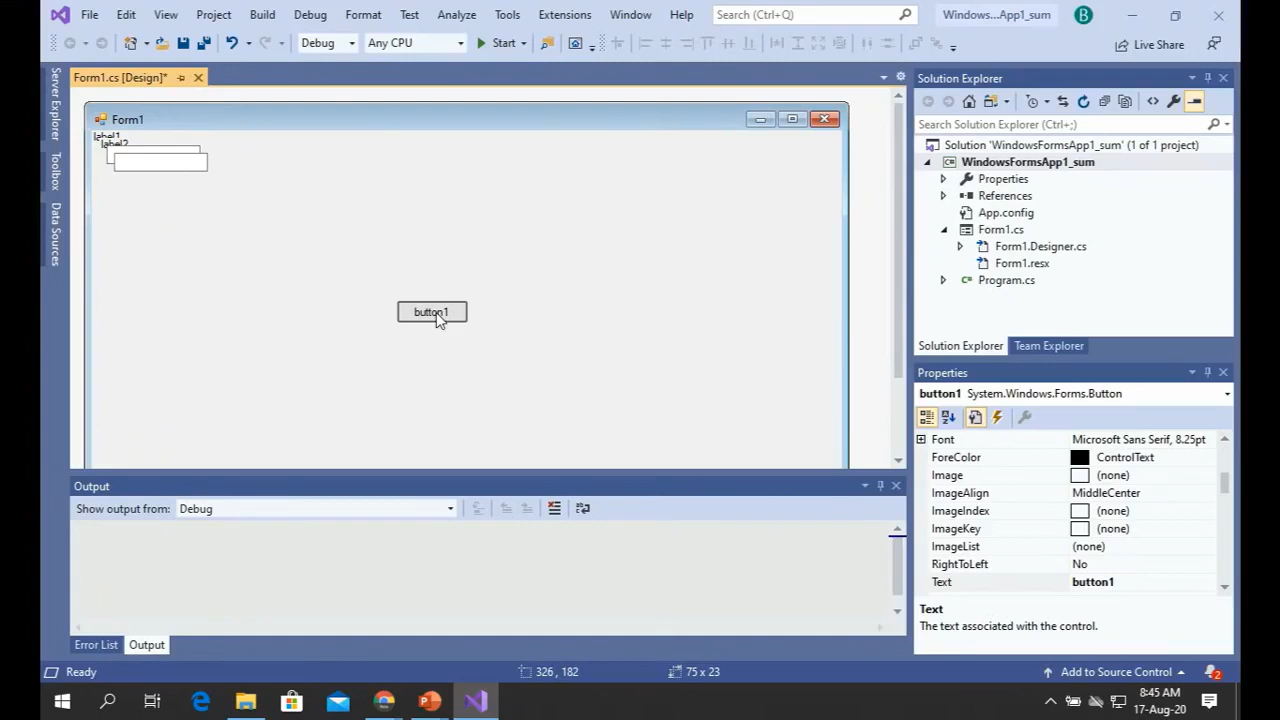 File Edit View Project Build Debug Format Test Analyze Tools Extensions Window Help Search (Ctrl+Q) Windows...App1_sum B
Debug Any CPU Start Live Share
Server Explorer
Toolbox
Data Sources
Form1.cs [Design]*
Form1
label1
label2
button1
Output
Show output from: Debug
Error List Output
Solution Explorer
Search Solution Explorer (Ctrl+;)
Solution 'WindowsFormsApp1_sum' (1 of 1 project)
WindowsFormsApp1_sum
Properties
References
App.config
Form1.cs
Form1.Designer.cs
Form1.resx
Program.cs
Solution Explorer Team Explorer
Properties
button1 System.Windows.Forms.Button
Font Microsoft Sans Serif, 8.25pt
ForeColor ControlText
Image (none)
ImageAlign MiddleCenter
ImageIndex (none)
ImageKey (none)
ImageList (none)
RightToLeft No
Text button1
Text
The text associated with the control.
Ready 326 , 182 75 x 23 Add to Source Control 2
8:45 AM
17-Aug-20